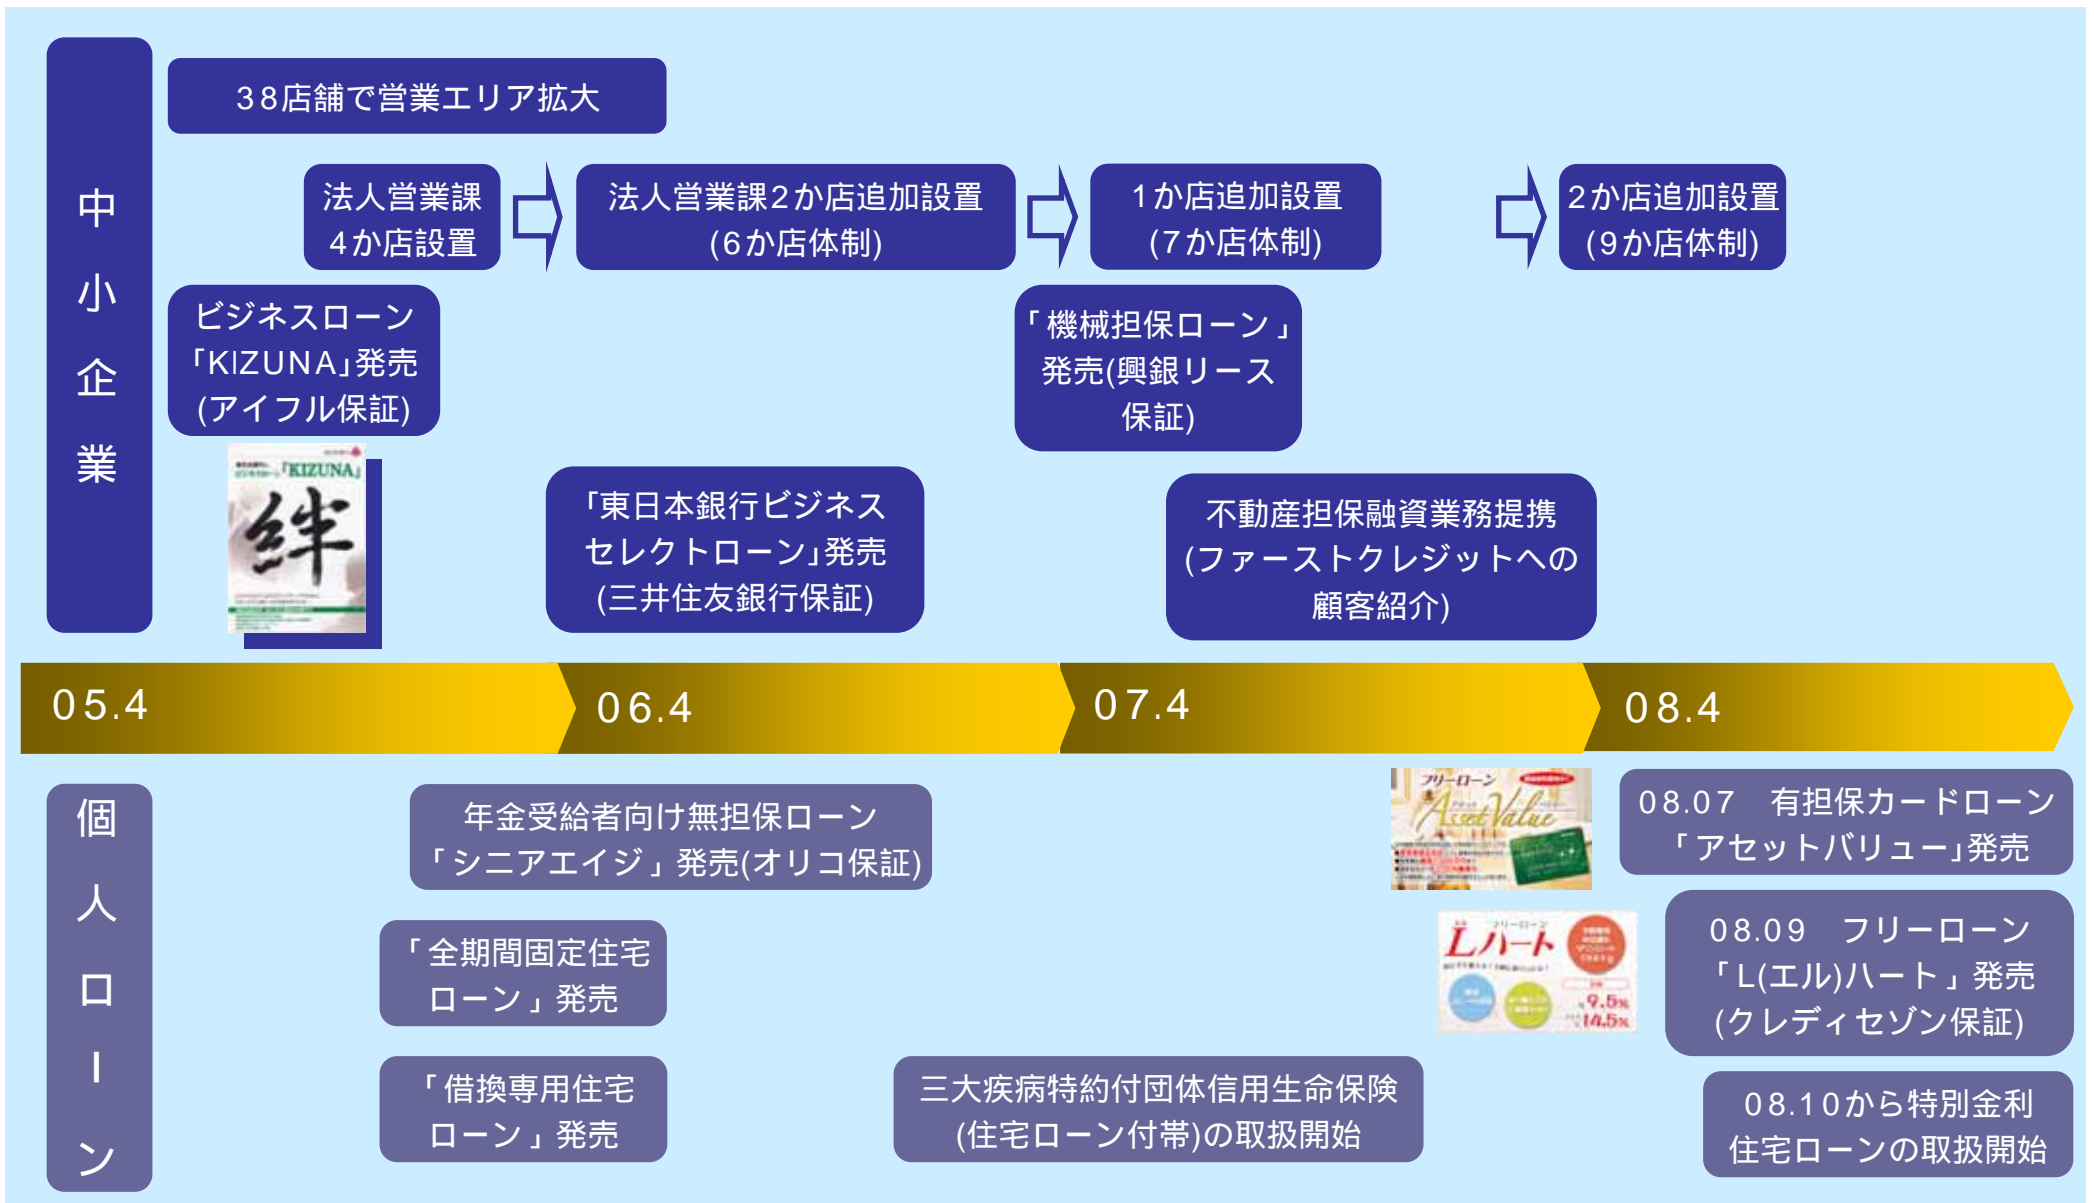 中小企業
38店舗で営業エリア拡大
法人営業課
4か店設置
法人営業課2か店追加設置
(6か店体制)
1か店追加設置
(7か店体制)
2か店追加設置
(9か店体制)
ビジネスローン
「KIZUNA」発売
(アイフル保証)
「機械担保ローン」
発売(興銀リース
保証)
「KIZUNA」
絆
「東日本銀行ビジネス
セレクトローン」発売
(三井住友銀行保証)
不動産担保融資業務提携
(ファーストクレジットへの
顧客紹介)
05.4
06.4
07.4
08.4
個人ローン
年金受給者向け無担保ローン
「シニアエイジ」発売(オリコ保証)
フリーローン
Asset Value
08.07 有担保カードローン
「アセットバリュー」発売
「全期間固定住宅
ローン」発売
フリーローン
Lハート
9.5%
14.5%
08.09 フリーローン
「L(エル)ハート」発売
(クレディセゾン保証)
「借換専用住宅
ローン」発売
三大疾病特約付団体信用生命保険
(住宅ローン付帯)の取扱開始
08.10から特別金利
住宅ローンの取扱開始